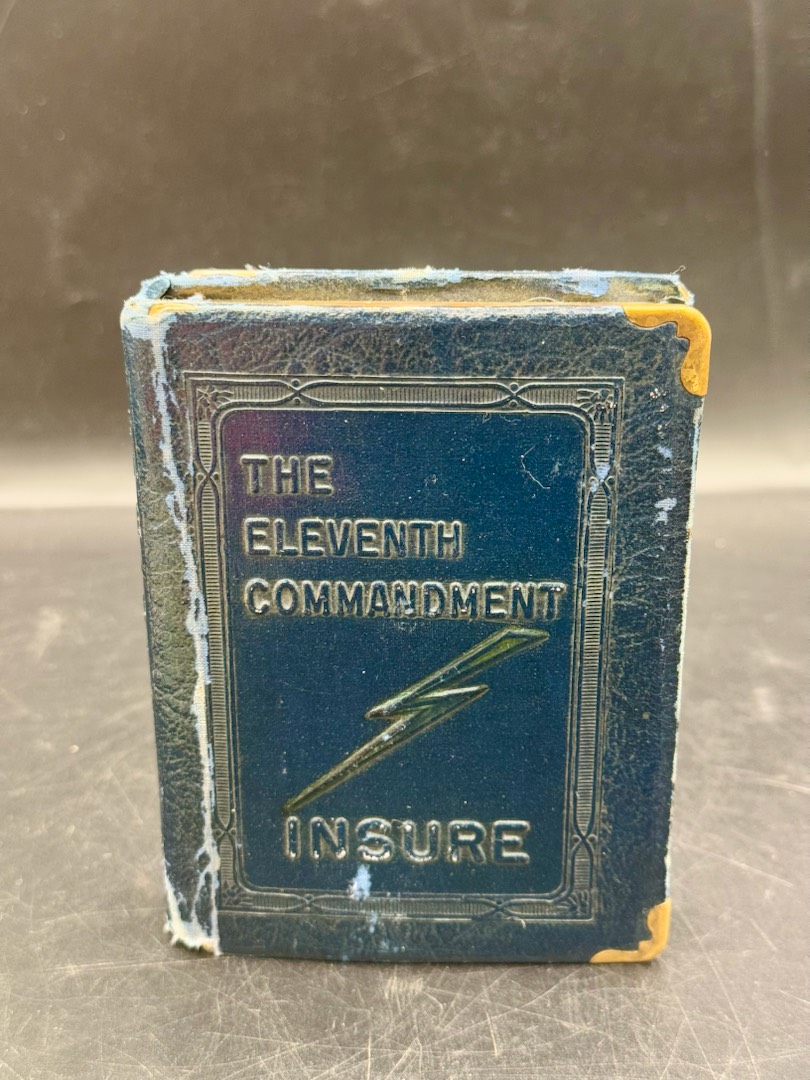 THE
ELEVENTH
COMMANDMENT
INSURE